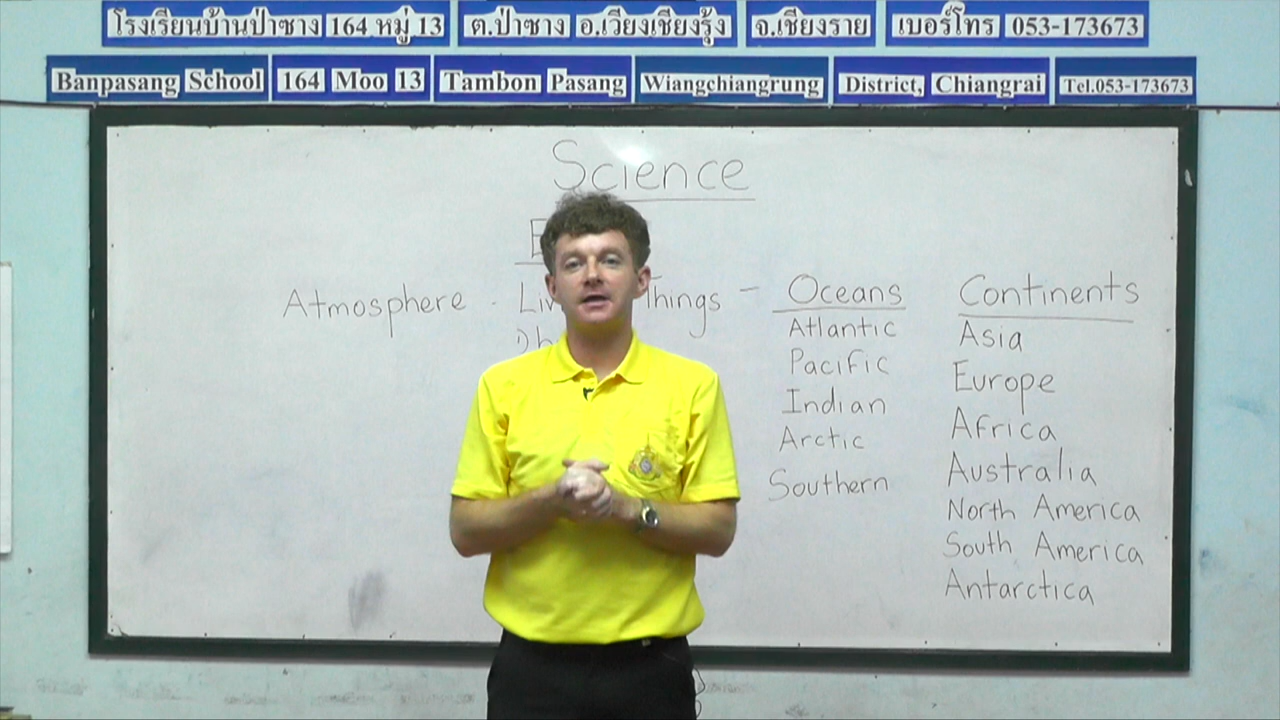 โรงเรียนบ้านป่าซาง 164 หมู่ 13 ต.ป่าซาง อ.เวียงเชียงรุ้ง จ.เชียงราย เบอร์โทร 053-173673
Banpasang School 164 Moo 13 Tambon Pasang Wiangchiangrung District, Chiangrai Tel.053-173673
Science
Atmosphere - Things - Oceans Continents
Atlantic Asia
Pacific Europe
Indian Africa
Arctic Australia
Southern North America
South America
Antarctica